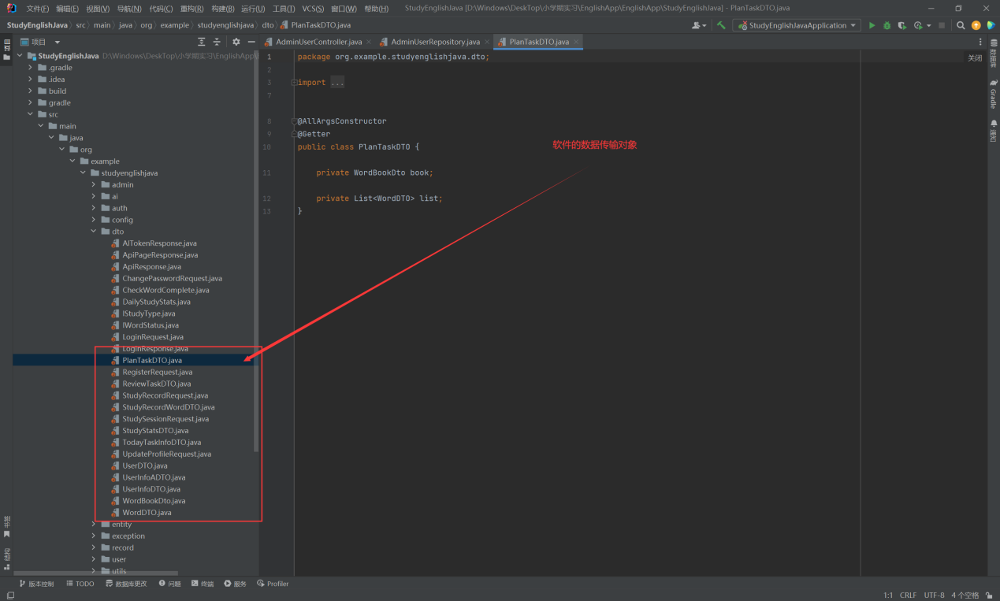 文件(F) 编辑(E) 视图(V) 导航(N) 代码(C) 重构(R) 构建(B) 运行(U) 工具(T) VCS(S) 窗口(W) 帮助(H) StudyEnglishJava [D:\Windows\DeskTop\小学期实习\EnglishApp\EnglishApp\StudyEnglishJava] - PlanTaskDTO.java
StudyEnglishJava src main java org example studyenglishjava dto PlanTaskDTO.java StudyEnglishJavaApplication
项目
AdminUserController.java AdminUserRepository.java PlanTaskDTO.java
StudyEnglishJava D:\Windows\DeskTop\小学期实习\EnglishApp\
.gradle
.idea
build
gradle
src
main
java
org
example
studyenglishjava
admin
ai
auth
config
dto
AITokenResponse.java
ApiPageResponse.java
ApiResponse.java
ChangePasswordRequest.java
CheckWordComplete.java
DailyStudyStats.java
IStudyType.java
IWordStatus.java
LoginRequest.java
LoginResponse.java
PlanTaskDTO.java
RegisterRequest.java
ReviewTaskDTO.java
StudyRecordRequest.java
StudyRecordWordDTO.java
StudySessionRequest.java
StudyStatsDTO.java
TodayTaskInfoDTO.java
UpdateProfileRequest.java
UserDTO.java
UserInfoADTO.java
UserInfoDTO.java
WordBookDto.java
WordDTO.java
entity
exception
record
user
utils
1 package org.example.studyenglishjava.dto;
2
3 import ...
7
8 @AllArgsConstructor
9 @Getter
10 public class PlanTaskDTO {
11 private WordBookDto book;
12 private List<WordDTO> list;
13 }
软件的数据传输对象
关闭
数据库
Gradle
通知
项目
书签
结构
版本控制 TODO 数据库更改 问题 终端 服务 Profiler
1:1 CRLF UTF-8 4 个空格